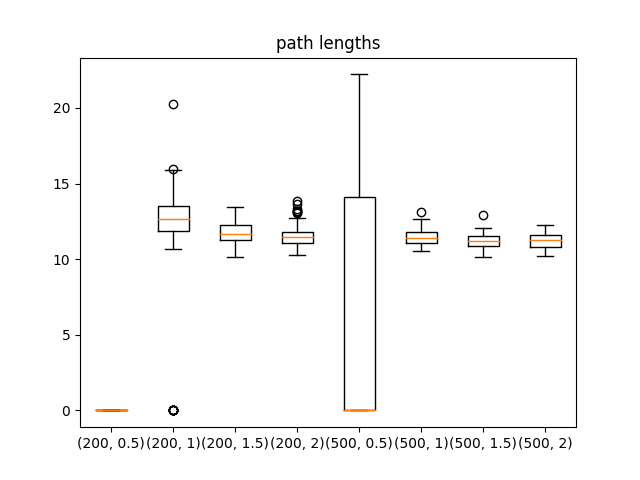 path lengths
20
15
10
5
0
(200, 0.5) (200, 1) (200, 1.5) (200, 2) (500, 0.5) (500, 1) (500, 1.5) (500, 2)